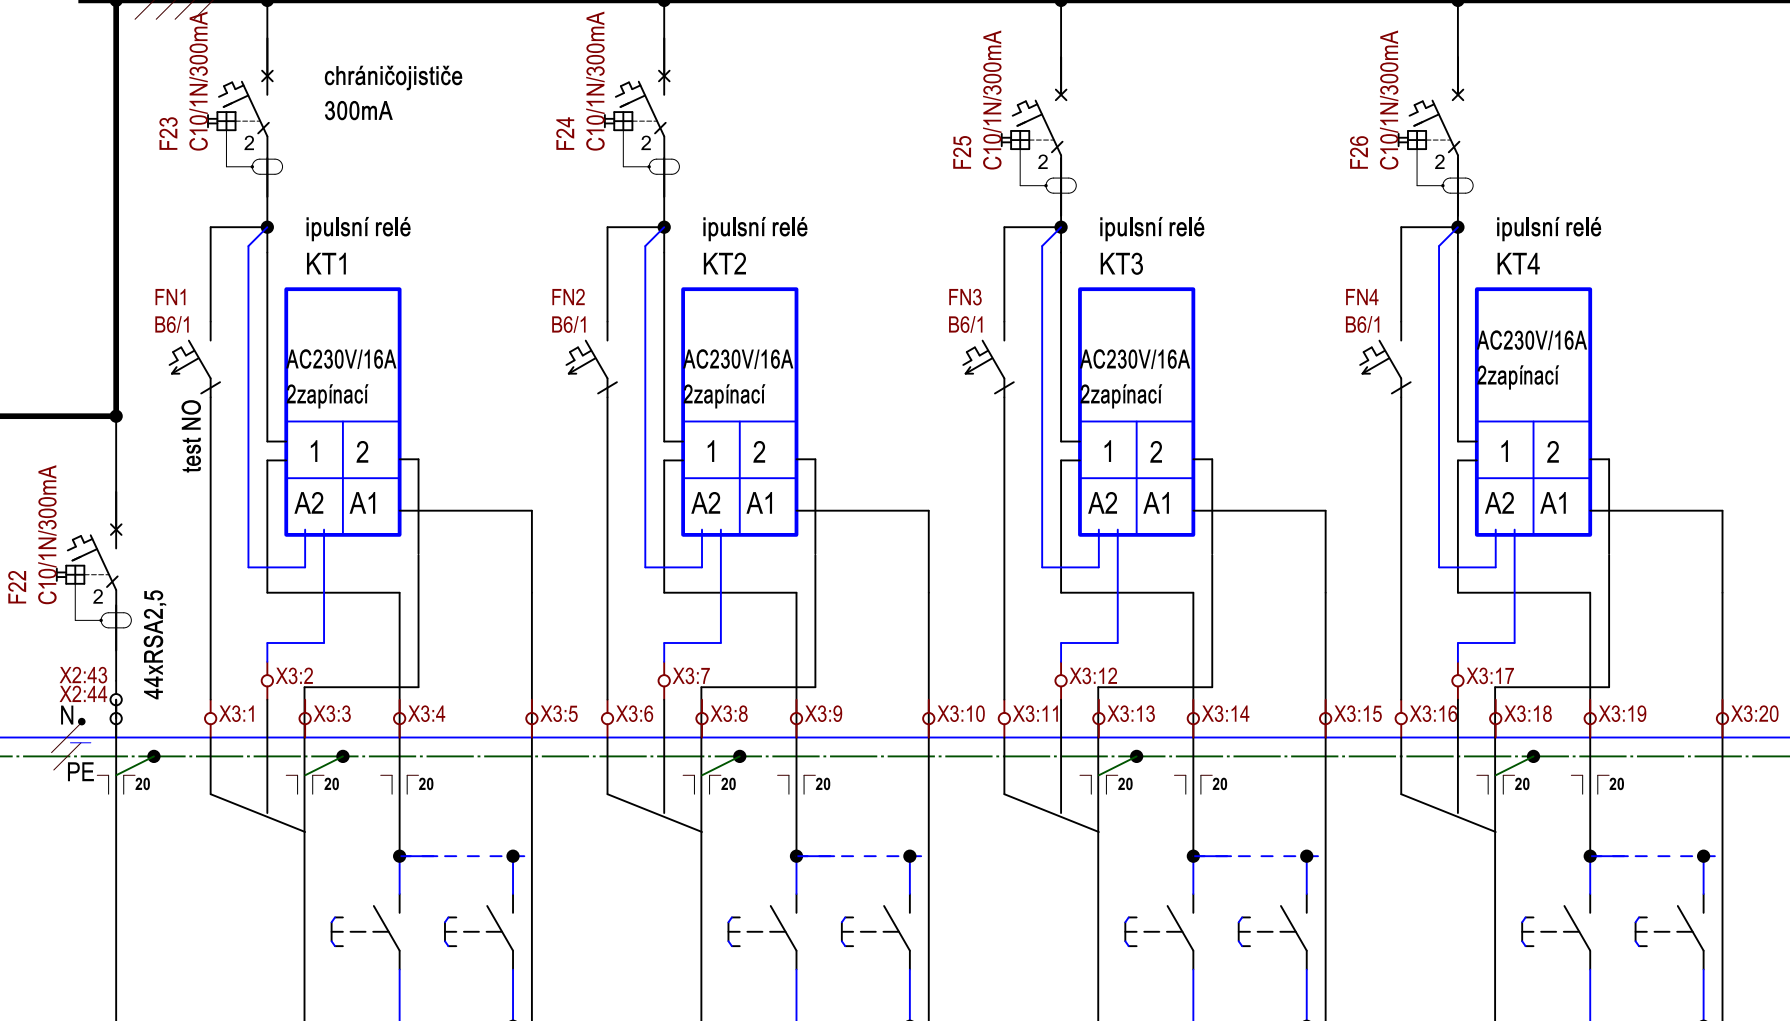 F23
C10/1N/300mA
2
chráničojističe
300mA
F24
C10/1N/300mA
2
F25
C10/1N/300mA
2
F26
C10/1N/300mA
2
ipulsní relé
KT1
ipulsní relé
KT2
ipulsní relé
KT3
ipulsní relé
KT4
FN1
B6/1
FN2
B6/1
FN3
B6/1
FN4
B6/1
test NO
AC230V/16A
2zapínací
1 2
A2 A1
AC230V/16A
2zapínací
1 2
A2 A1
AC230V/16A
2zapínací
1 2
A2 A1
AC230V/16A
2zapínací
1 2
A2 A1
F22
C10/1N/300mA
2
44xRSA2,5
X2:43
X2:44
X3:2
X3:7
X3:12
X3:17
N
X3:1
X3:3
X3:4
X3:5
X3:6
X3:8
X3:9
X3:10
X3:11
X3:13
X3:14
X3:15
X3:16
X3:18
X3:19
X3:20
PE
20
20
20
20
20
20
20
20
20